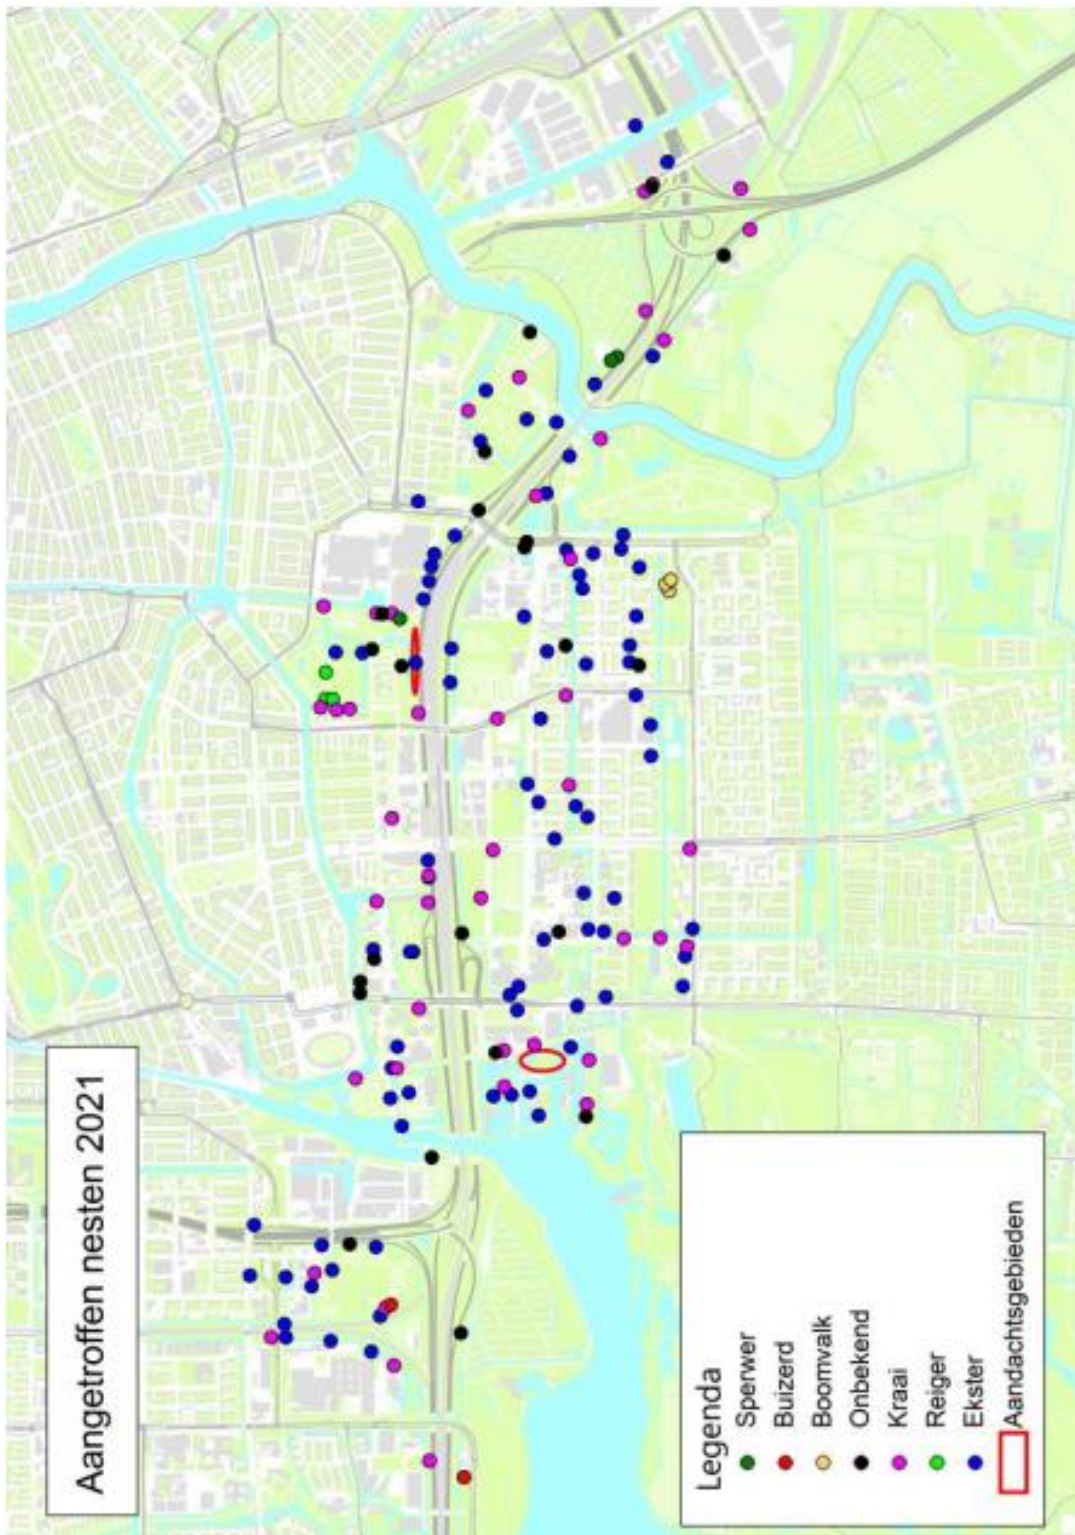 Aangetroffen nesten 2021
Legenda
Sperwer
Buizerd
Boomvalk
Onbekend
Kraai
Reiger
Ekster
Aandachtsgebieden